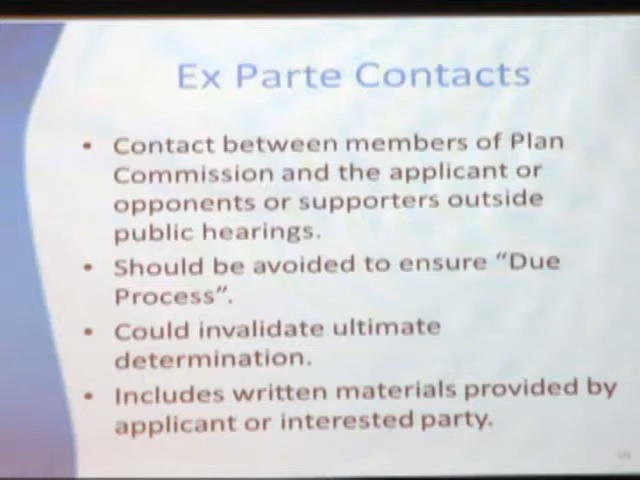 Ex Parte Contacts
• Contact between members of Plan
Commission and the applicant or
opponents or supporters outside
public hearings.
• Should be avoided to ensure “Due
Process”.
• Could invalidate ultimate
determination.
• Includes written materials provided by
applicant or interested party.